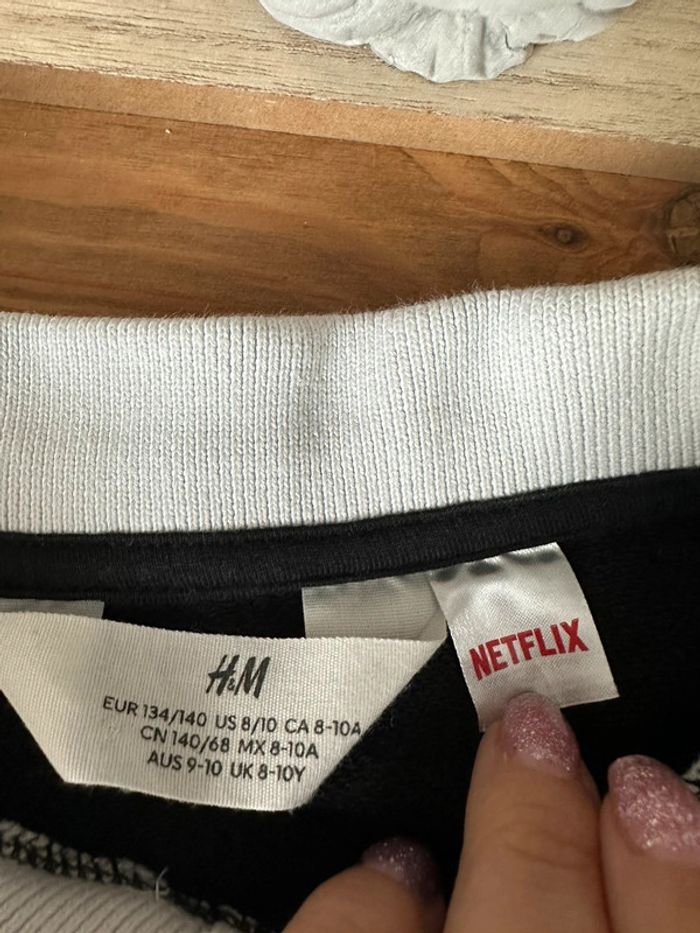 H&M
EUR 134/140 US 8/10 CA 8-10A
CN 140/68 MX 8-10A
AUS 9-10 UK 8-10Y
NETFLIX